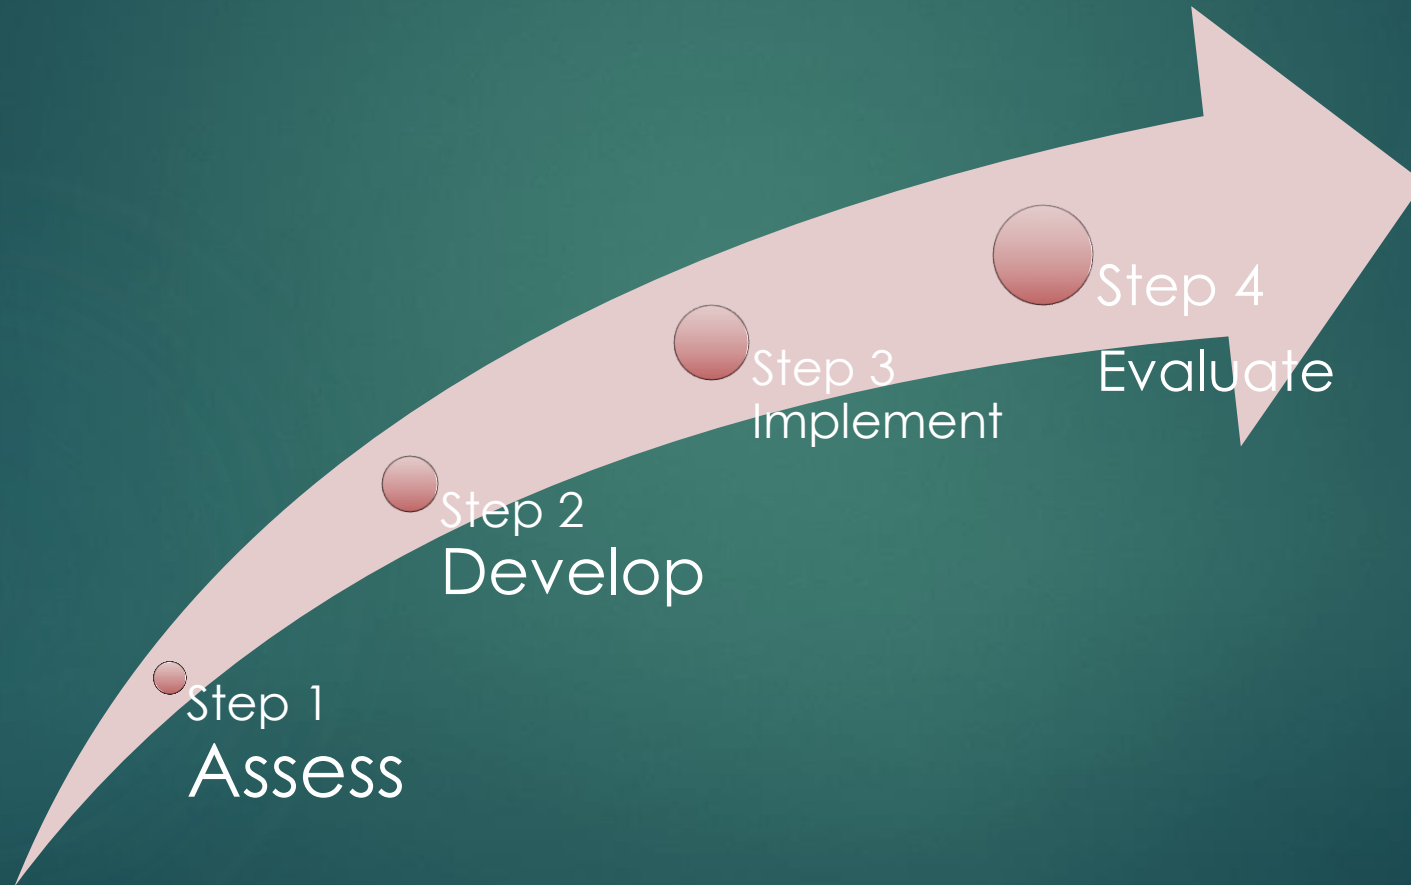 Step 1
Assess
Step 2
Develop
Step 3
Implement
Step 4
Evaluate